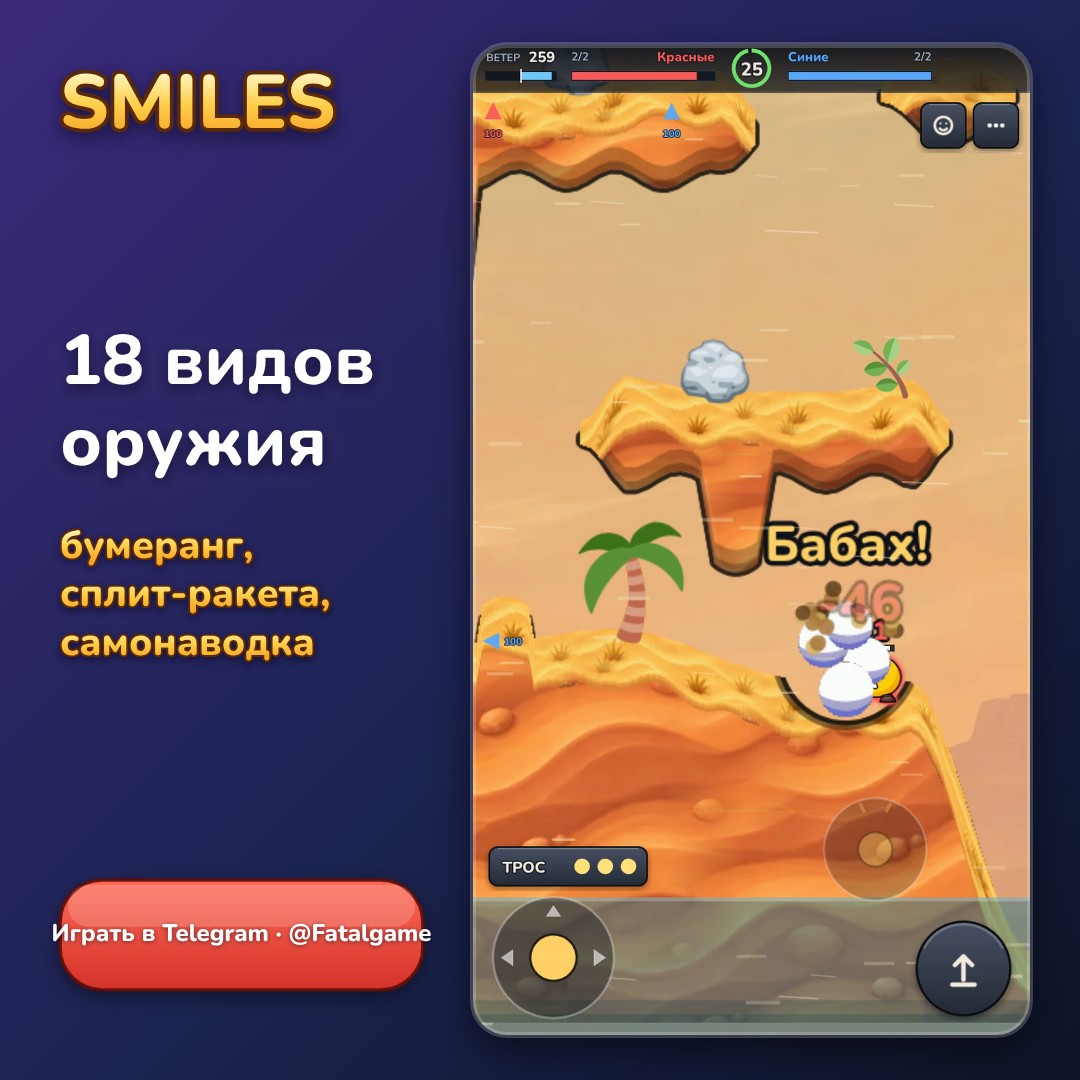 SMILES
18 видов
оружия
бумеранг,
сплит-ракета,
самонаводка
Играть в Telegram · @Fatalgame
ВЕТЕР 259 2/2 Красные 25 Синие 2/2
100 100
Бабах!
-46
100
ТРОС